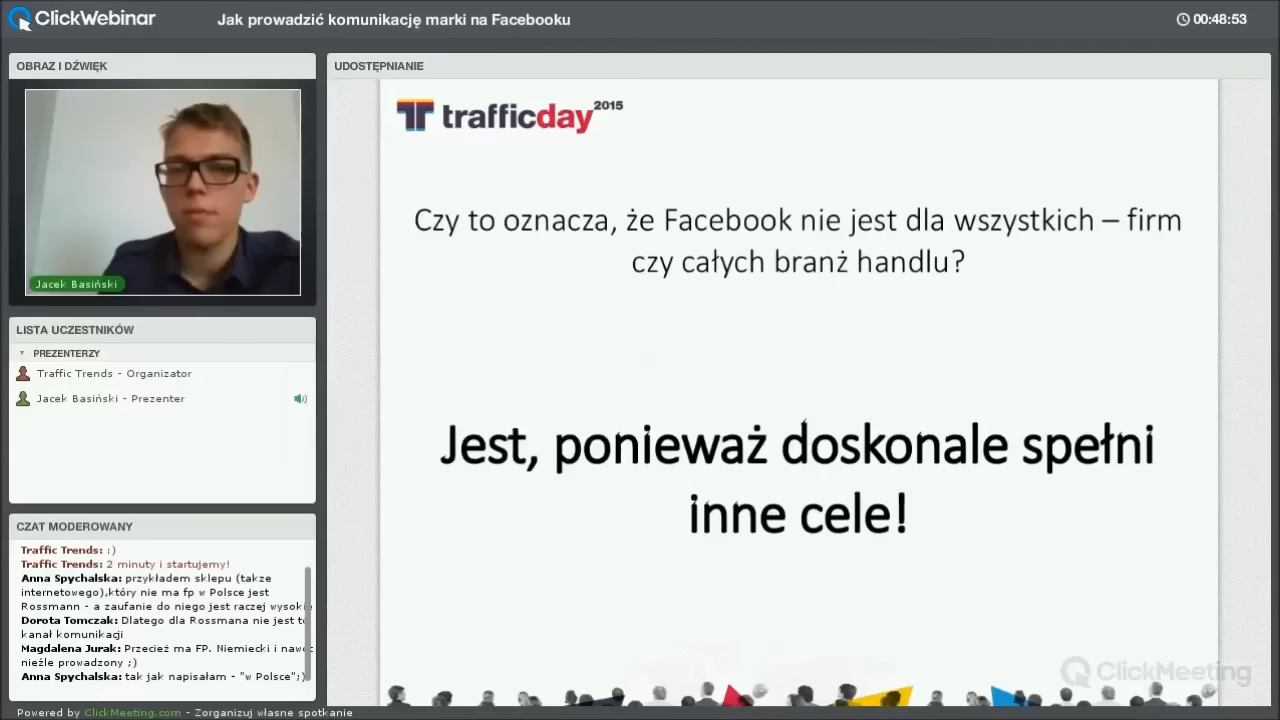 ClickWebinar
Jak prowadzić komunikację marki na Facebooku
00:48:53
OBRAZ I DŹWIĘK
Jacek Basiński
LISTA UCZESTNIKÓW
PREZENTERZY
Traffic Trends - Organizator
Jacek Basiński - Prezenter
CZAT MODEROWANY
Traffic Trends: :)
Traffic Trends: 2 minuty i startujemy!
Anna Spychalska: przykładem sklepu (takze
internetowego),który nie ma fp w Polsce jest
Rossmann - a zaufanie do niego jest raczej wysokie
Dorota Tomczak: Dlatego dla Rossmana nie jest to
kanał komunikacji
Magdalena Jurak: Przecież ma FP. Niemiecki i nawet
nieźle prowadzony ;)
Anna Spychalska: tak jak napisałam - "w Polsce";)
UDOSTĘPNIANIE
trafficday 2015
Czy to oznacza, że Facebook nie jest dla wszystkich – firm
czy całych branż handlu?
Jest, ponieważ doskonale spełni
inne cele!
ClickMeeting
Powered by ClickMeeting.com - Zorganizuj własne spotkanie